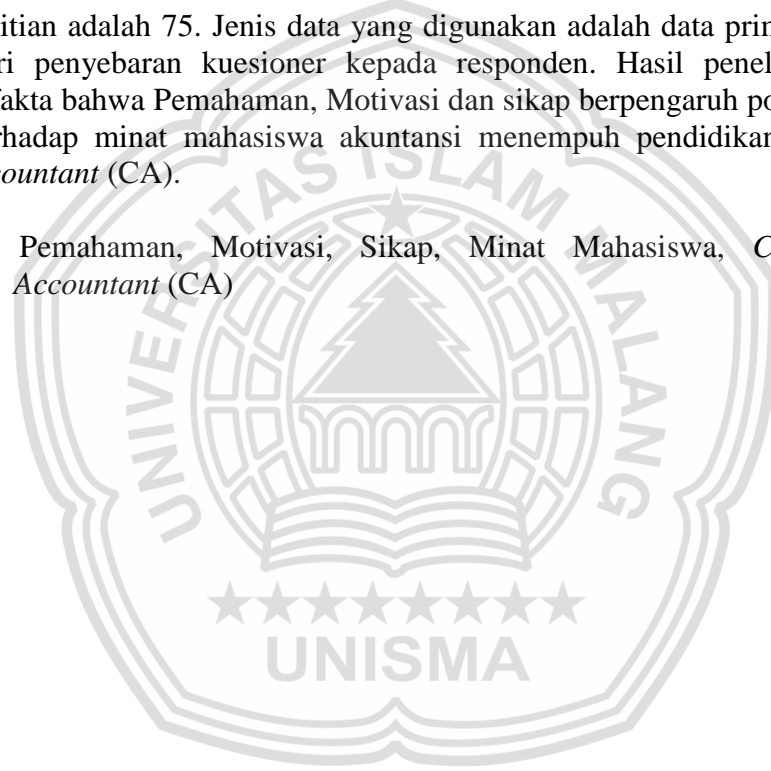 itian adalah 75. Jenis data yang digunakan adalah data prim
ri penyebaran kuesioner kepada responden. Hasil penel
fakta bahwa Pemahaman, Motivasi dan sikap berpengaruh po
rhadap minat mahasiswa akuntansi menempuh pendidikan
countant (CA).
Pemahaman, Motivasi, Sikap, Minat Mahasiswa, C
Accountant (CA)
UNIVERSITAS ISLAM MALANG
UNISMA